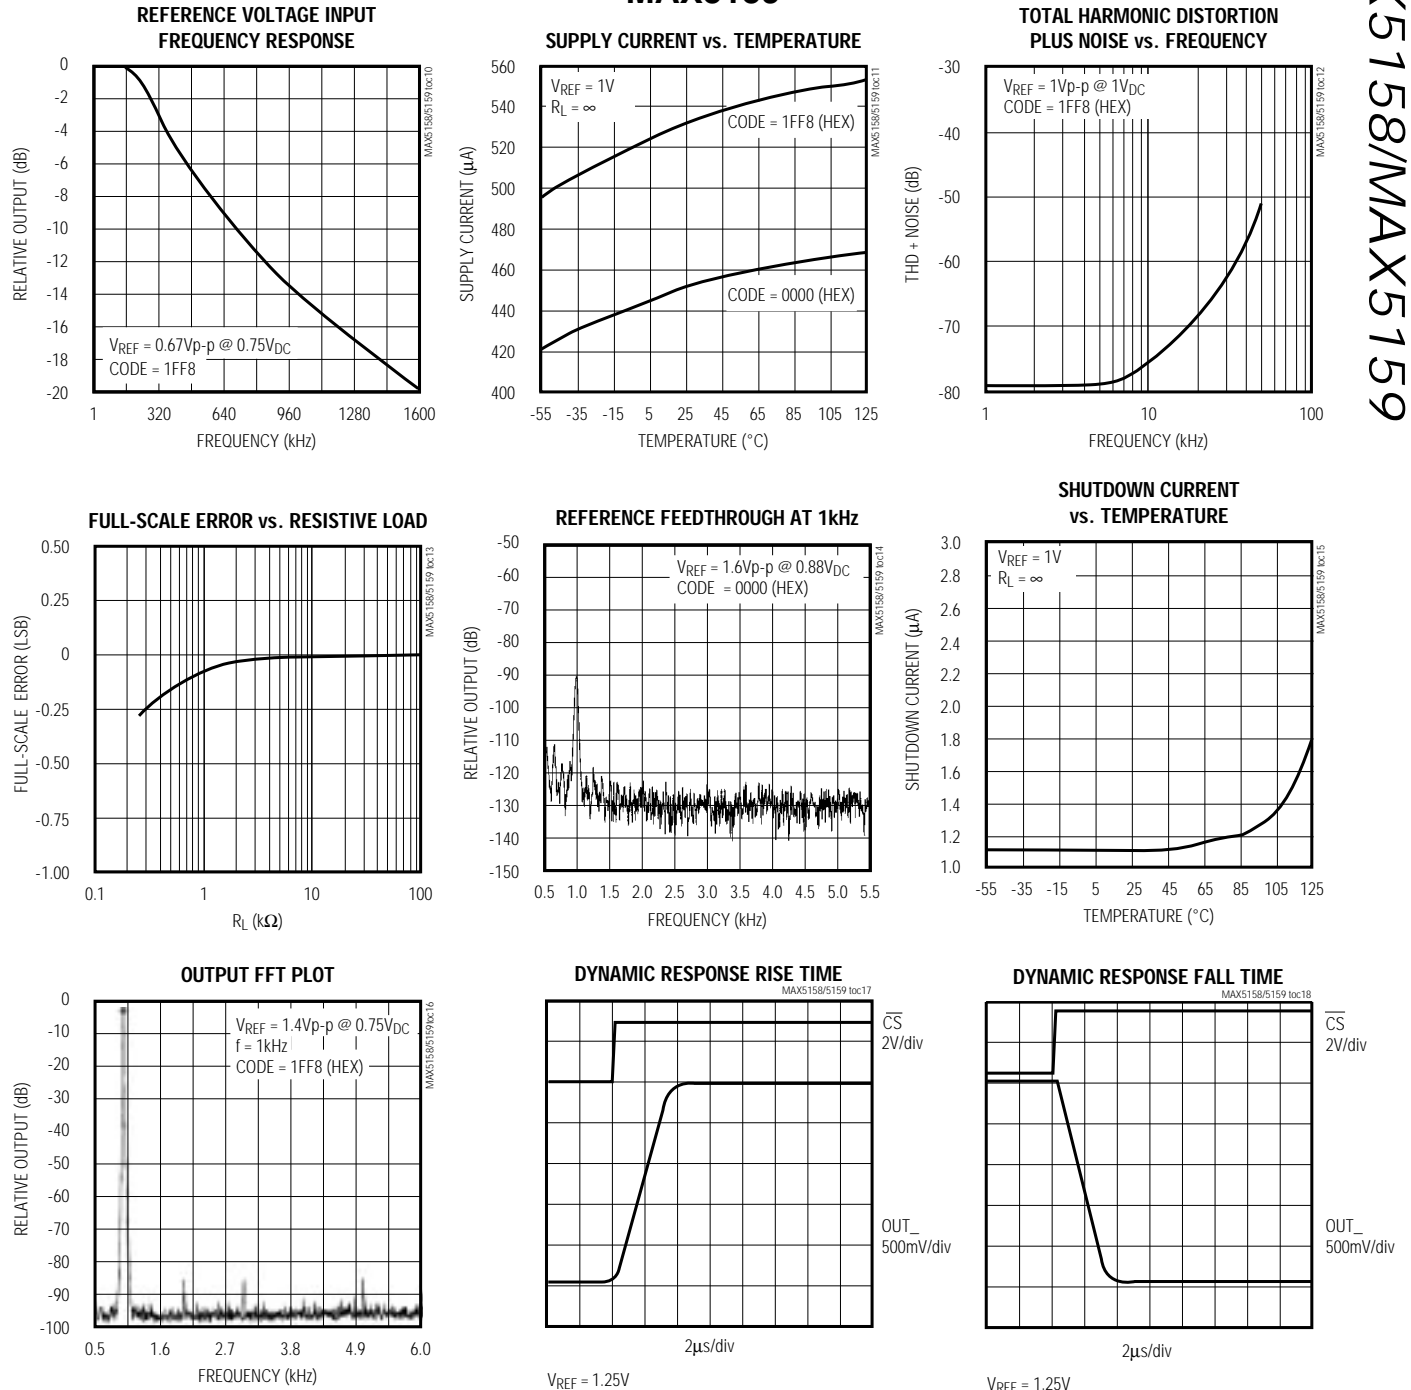 X5158/MAX5159
REFERENCE VOLTAGE INPUT
FREQUENCY RESPONSE
0
-2
-4
-6
-8
-10
-12
-14
-16
-18
-20
RELATIVE OUTPUT (dB)
VREF = 0.67Vp-p @ 0.75VDC
CODE = 1FF8
MAX5158/5159 toc10
1 320 640 960 1280 1600
FREQUENCY (kHz)
SUPPLY CURRENT vs. TEMPERATURE
560
540
520
500
480
460
440
420
400
SUPPLY CURRENT (µA)
VREF = 1V
RL = ∞
CODE = 1FF8 (HEX)
CODE = 0000 (HEX)
MAX5158/5159 toc11
-55 -35 -15 5 25 45 65 85 105 125
TEMPERATURE (°C)
TOTAL HARMONIC DISTORTION
PLUS NOISE vs. FREQUENCY
-30
-40
-50
-60
-70
-80
THD + NOISE (dB)
VREF = 1Vp-p @ 1VDC
CODE = 1FF8 (HEX)
MAX5158/5159 toc12
1 10 100
FREQUENCY (kHz)
FULL-SCALE ERROR vs. RESISTIVE LOAD
0.50
0.25
0
-0.25
-0.50
-0.75
-1.00
FULL-SCALE ERROR (LSB)
MAX5158/5159 toc13
0.1 1 10 100
RL (kΩ)
REFERENCE FEEDTHROUGH AT 1kHz
-50
-60
-70
-80
-90
-100
-110
-120
-130
-140
-150
RELATIVE OUTPUT (dB)
VREF = 1.6Vp-p @ 0.88VDC
CODE = 0000 (HEX)
MAX5158/5159 toc14
0.5 1.0 1.5 2.0 2.5 3.0 3.5 4.0 4.5 5.0 5.5
FREQUENCY (kHz)
SHUTDOWN CURRENT
vs. TEMPERATURE
3.0
2.8
2.6
2.4
2.2
2.0
1.8
1.6
1.4
1.2
1.0
SHUTDOWN CURRENT (µA)
VREF = 1V
RL = ∞
MAX5158/5159 toc15
-55 -35 -15 5 25 45 65 85 105 125
TEMPERATURE (°C)
OUTPUT FFT PLOT
0
-10
-20
-30
-40
-50
-60
-70
-80
-90
-100
RELATIVE OUTPUT (dB)
VREF = 1.4Vp-p @ 0.75VDC
f = 1kHz
CODE = 1FF8 (HEX)
MAX5158/5159toc16
0.5 1.6 2.7 3.8 4.9 6.0
FREQUENCY (kHz)
DYNAMIC RESPONSE RISE TIME
MAX5158/5159 toc17
CS
2V/div
OUT_
500mV/div
2µs/div
VREF = 1.25V
DYNAMIC RESPONSE FALL TIME
MAX5158/5159 toc18
CS
2V/div
OUT_
500mV/div
2µs/div
VREF = 1.25V